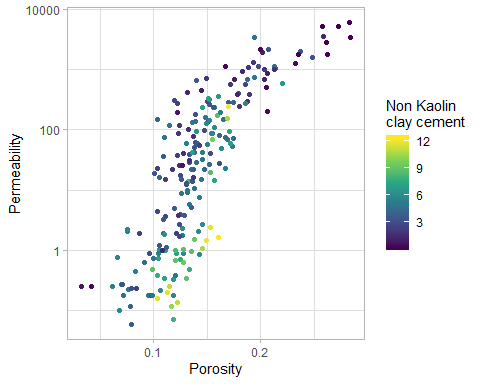 10000
100
1
Permeability
0.1
0.2
Porosity
Non Kaolin
clay cement
12
9
6
3